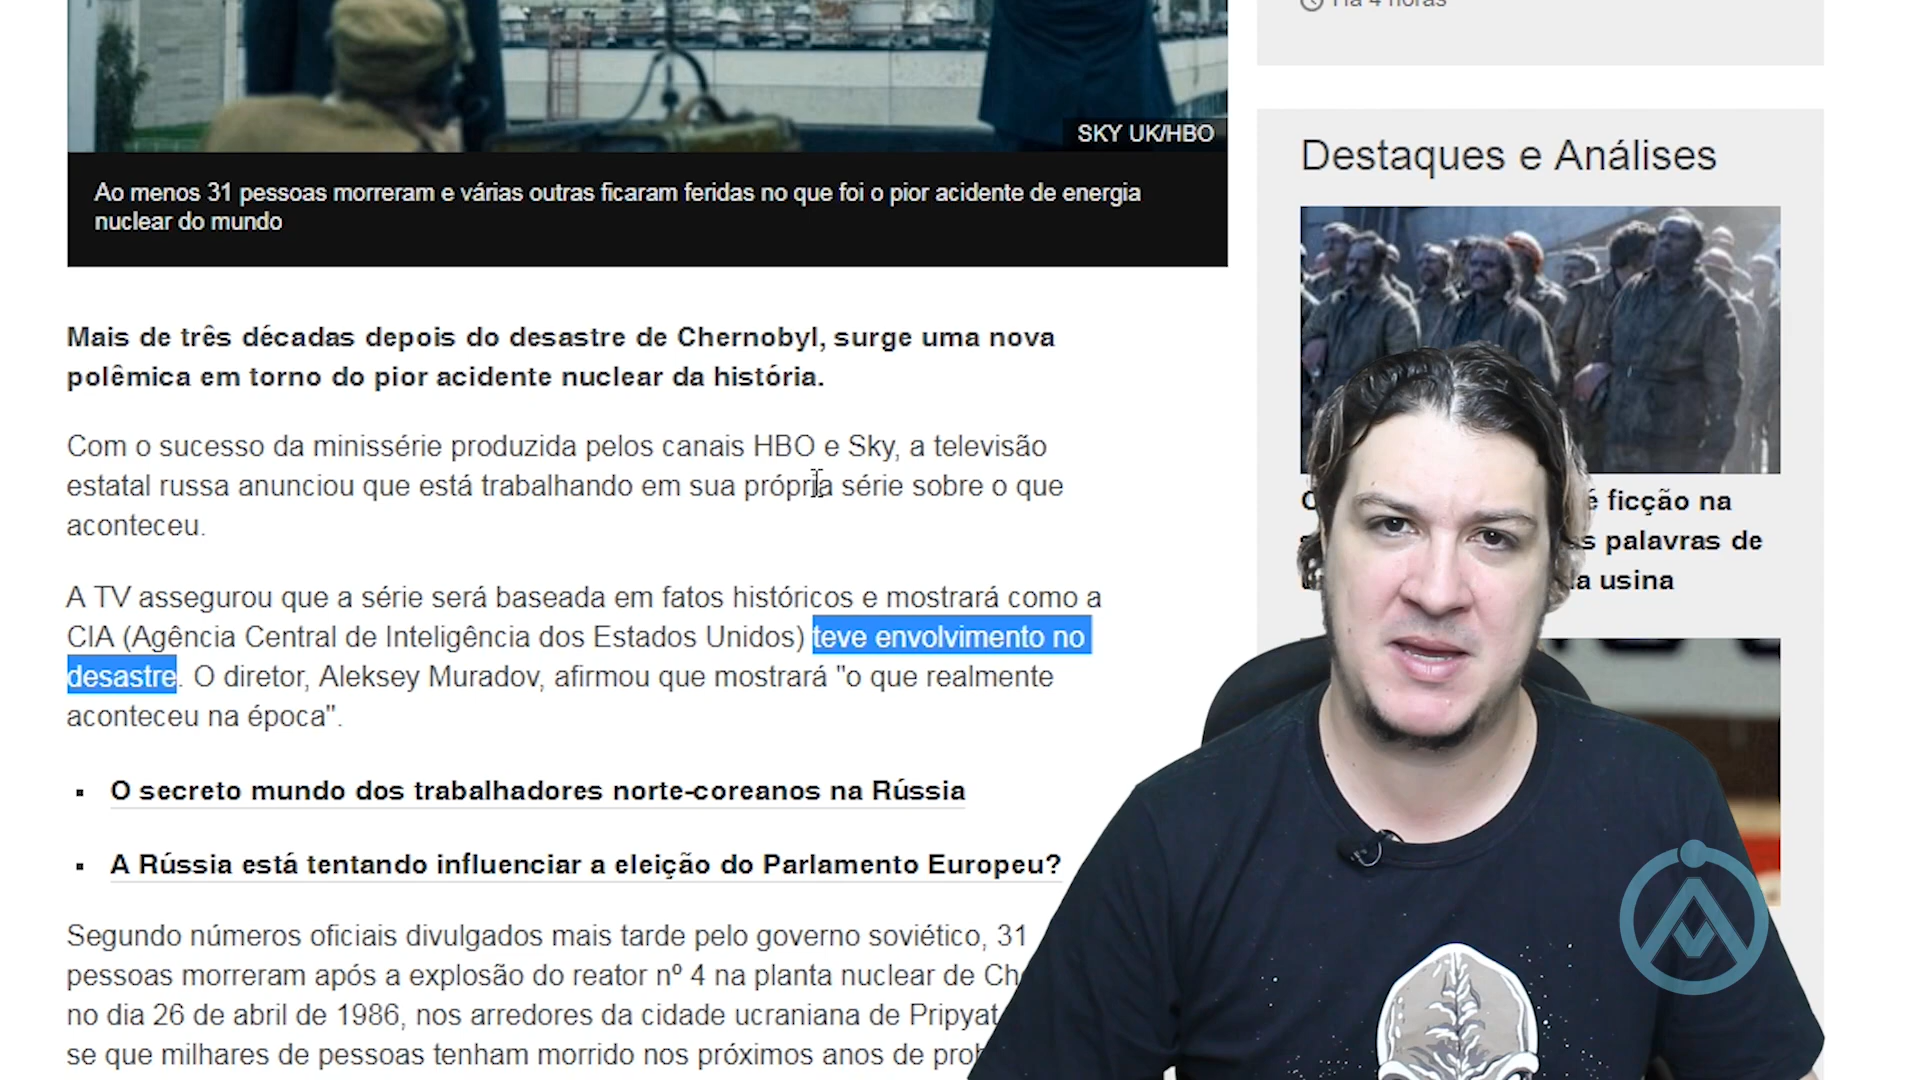 Há 4 horas
SKY UK/HBO
Ao menos 31 pessoas morreram e várias outras ficaram feridas no que foi o pior acidente de energia
nuclear do mundo
Mais de três décadas depois do desastre de Chernobyl, surge uma nova
polêmica em torno do pior acidente nuclear da história.
Com o sucesso da minissérie produzida pelos canais HBO e Sky, a televisão
estatal russa anunciou que está trabalhando em sua própria série sobre o que
aconteceu.
A TV assegurou que a série será baseada em fatos históricos e mostrará como a
CIA (Agência Central de Inteligência dos Estados Unidos) teve envolvimento no
desastre. O diretor, Aleksey Muradov, afirmou que mostrará "o que realmente
aconteceu na época".
▪ O secreto mundo dos trabalhadores norte-coreanos na Rússia
▪ A Rússia está tentando influenciar a eleição do Parlamento Europeu?
Segundo números oficiais divulgados mais tarde pelo governo soviético, 31
pessoas morreram após a explosão do reator nº 4 na planta nuclear de
no dia 26 de abril de 1986, nos arredores da cidade ucraniana de Pripyat
se que milhares de pessoas tenham morrido nos próximos anos de
Destaques e Análises
é ficção na
palavras de
usina